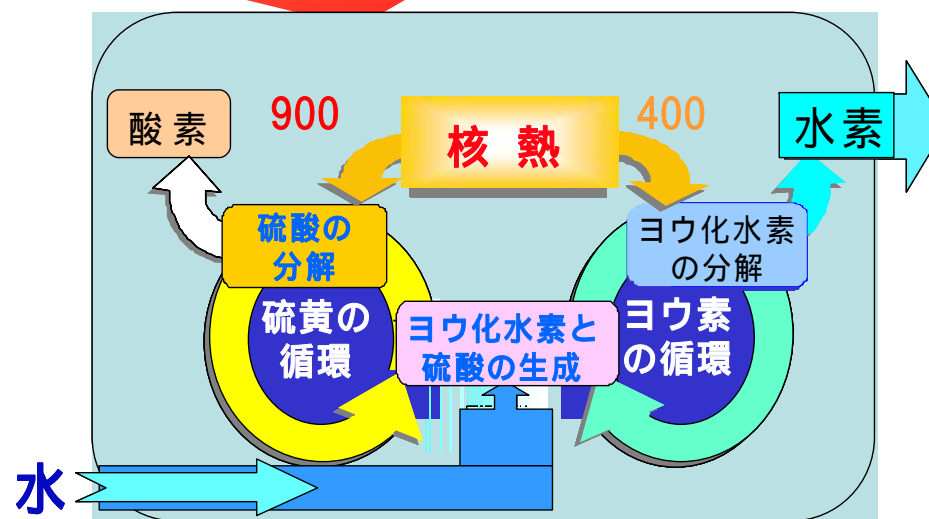 酸素
900
核熱
400
水素
硫酸の
分解
ヨウ化水素
の分解
硫黄の
循環
ヨウ化水素と
硫酸の生成
ヨウ素
の循環
水